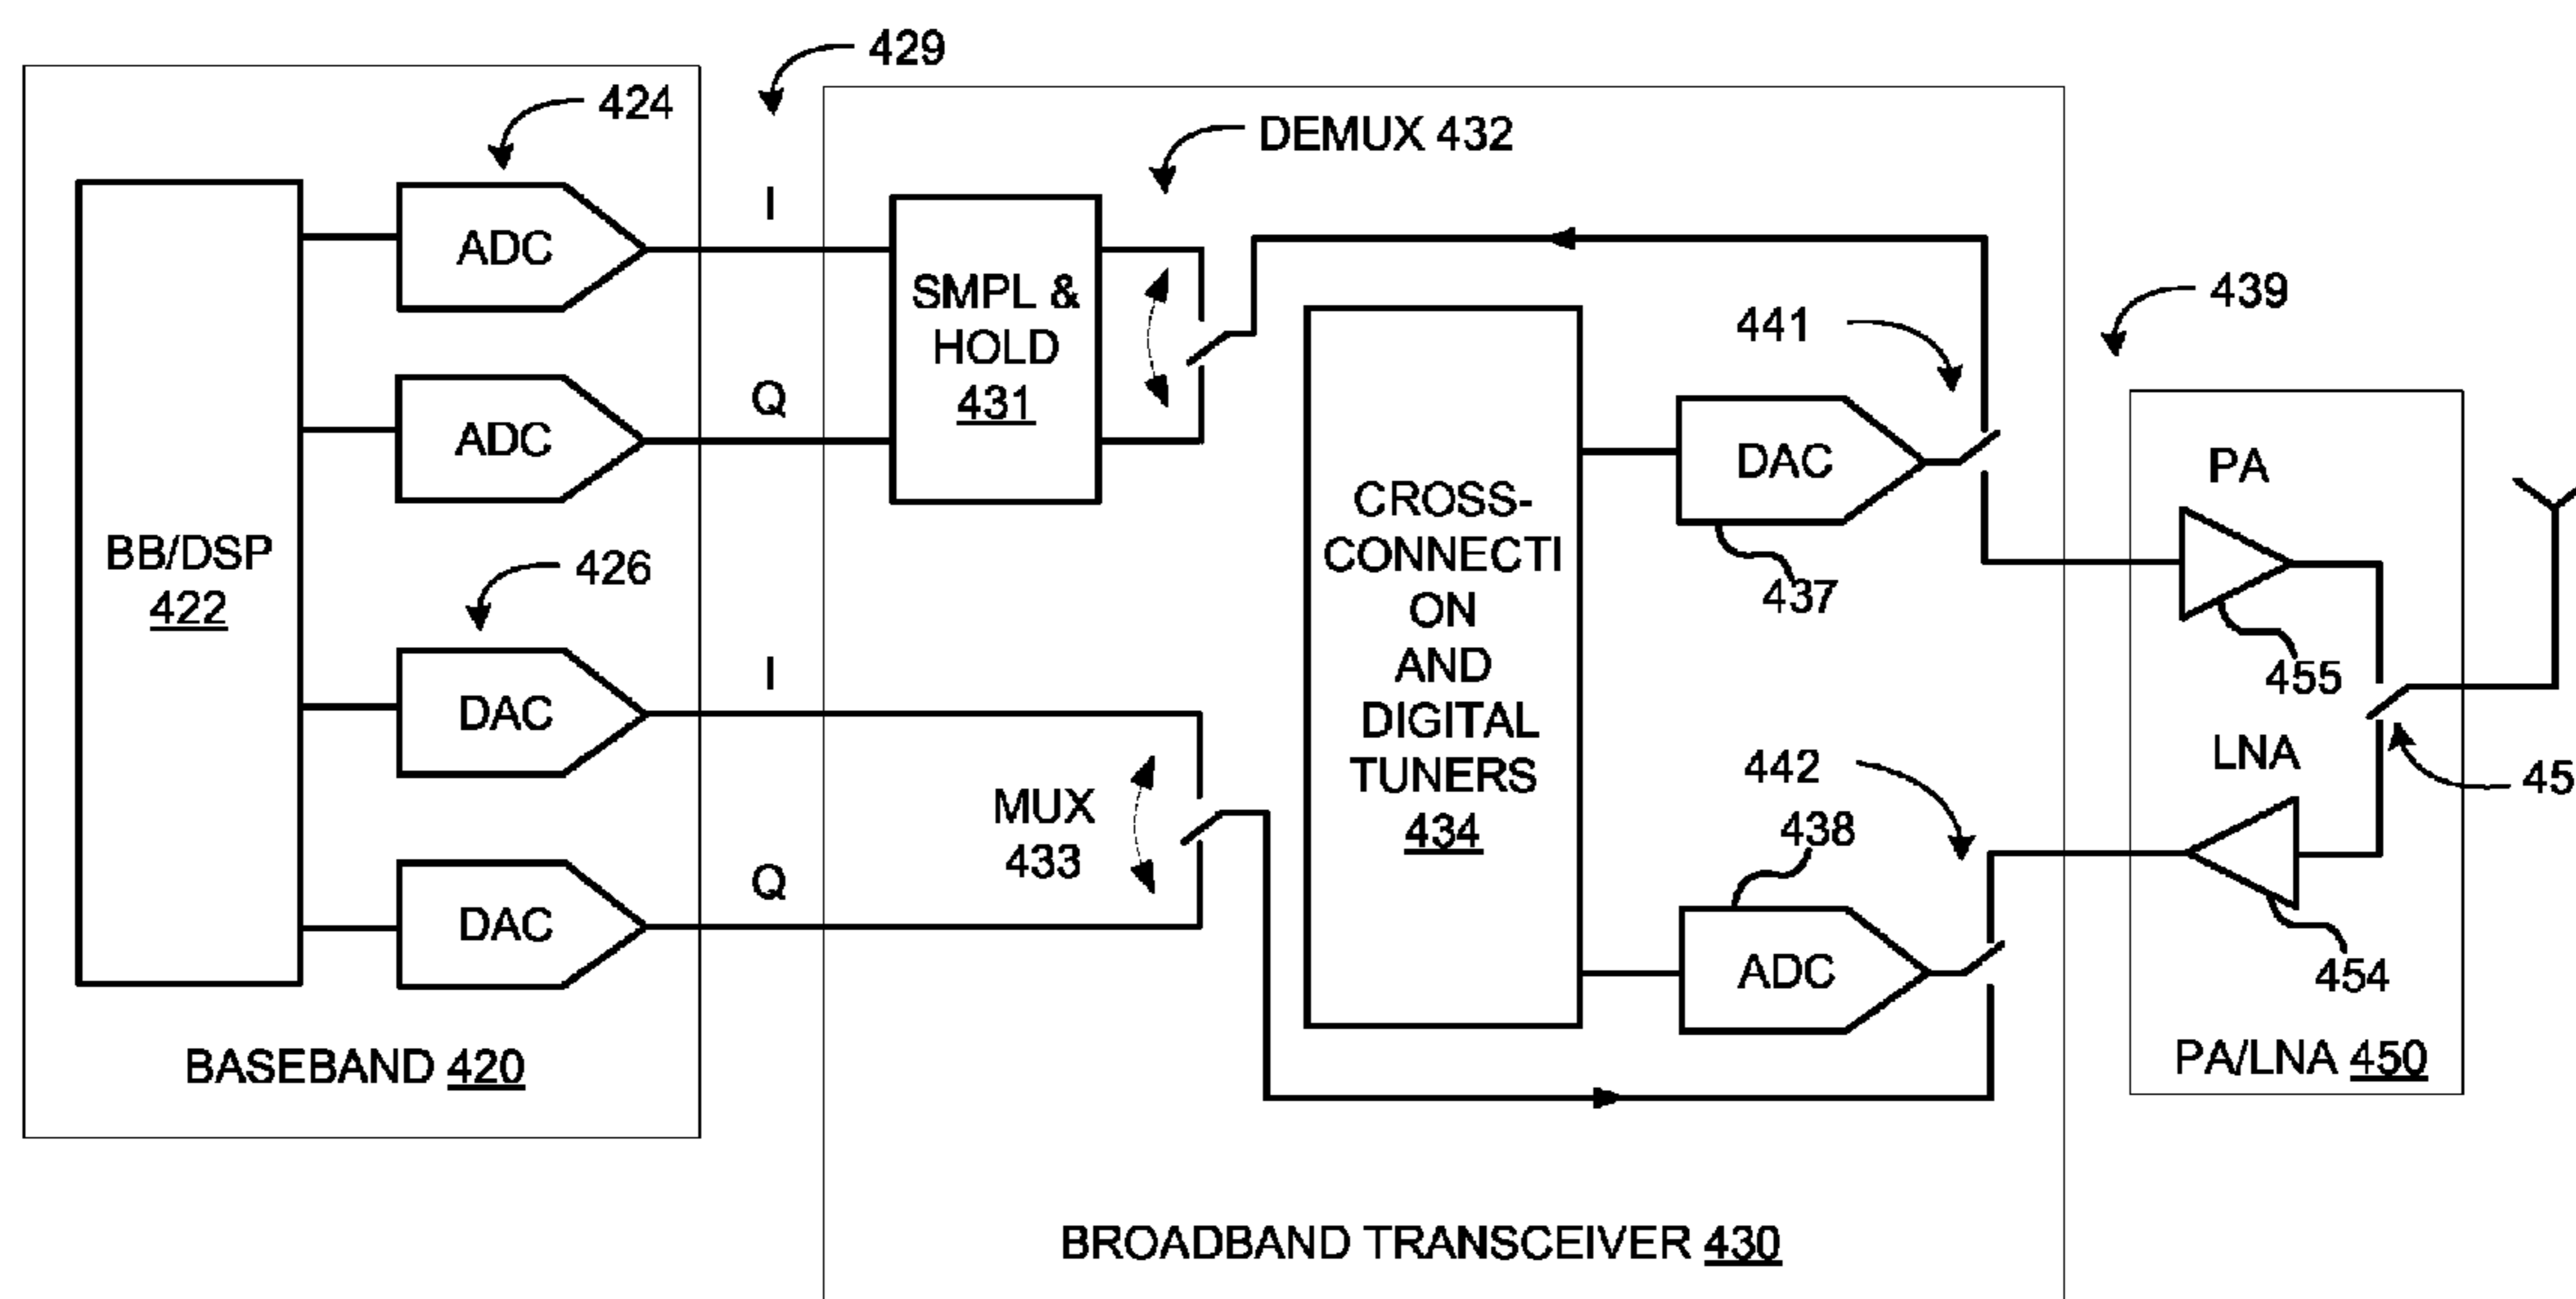 429
424
DEMUX 432
I
ADC
SMPL &
HOLD
431
439
441
Q
ADC
CROSS-
CONNECTI
ON
AND
DIGITAL
TUNERS
434
DAC
437
PA
455
BB/DSP
422
426
I
DAC
MUX
433
Q
DAC
442
438
ADC
LNA
45
454
BASEBAND 420
PA/LNA 450
BROADBAND TRANSCEIVER 430